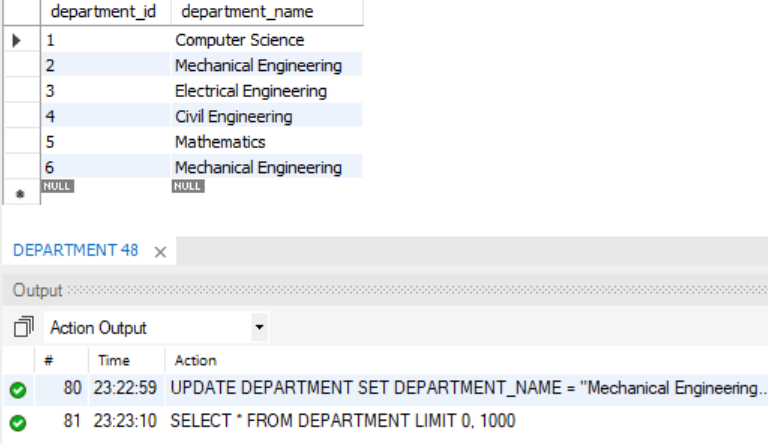 department_id department_name
1 Computer Science
2 Mechanical Engineering
3 Electrical Engineering
4 Civil Engineering
5 Mathematics
6 Mechanical Engineering
NULL NULL
DEPARTMENT 48
Output
Action Output
# Time Action
80 23:22:59 UPDATE DEPARTMENT SET DEPARTMENT_NAME = "Mechanical Engineering...
81 23:23:10 SELECT * FROM DEPARTMENT LIMIT 0, 1000